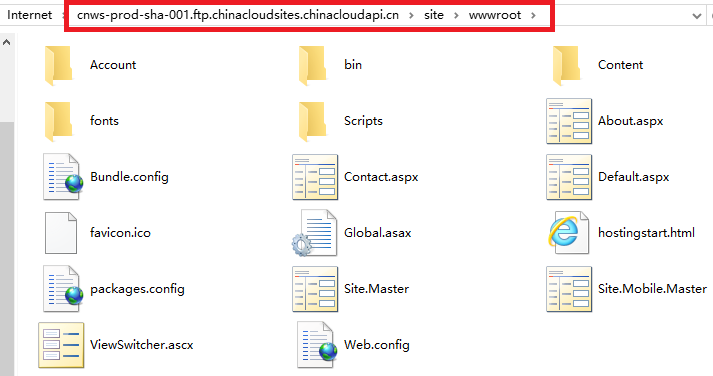 Internet › cnws-prod-sha-001.ftp.chinacloudsites.chinacloudapi.cn › site › wwwroot ›
Account bin Content
fonts Scripts About.aspx
Bundle.config Contact.aspx Default.aspx
favicon.ico Global.asax hostingstart.html
packages.config Site.Master Site.Mobile.Master
ViewSwitcher.ascx Web.config